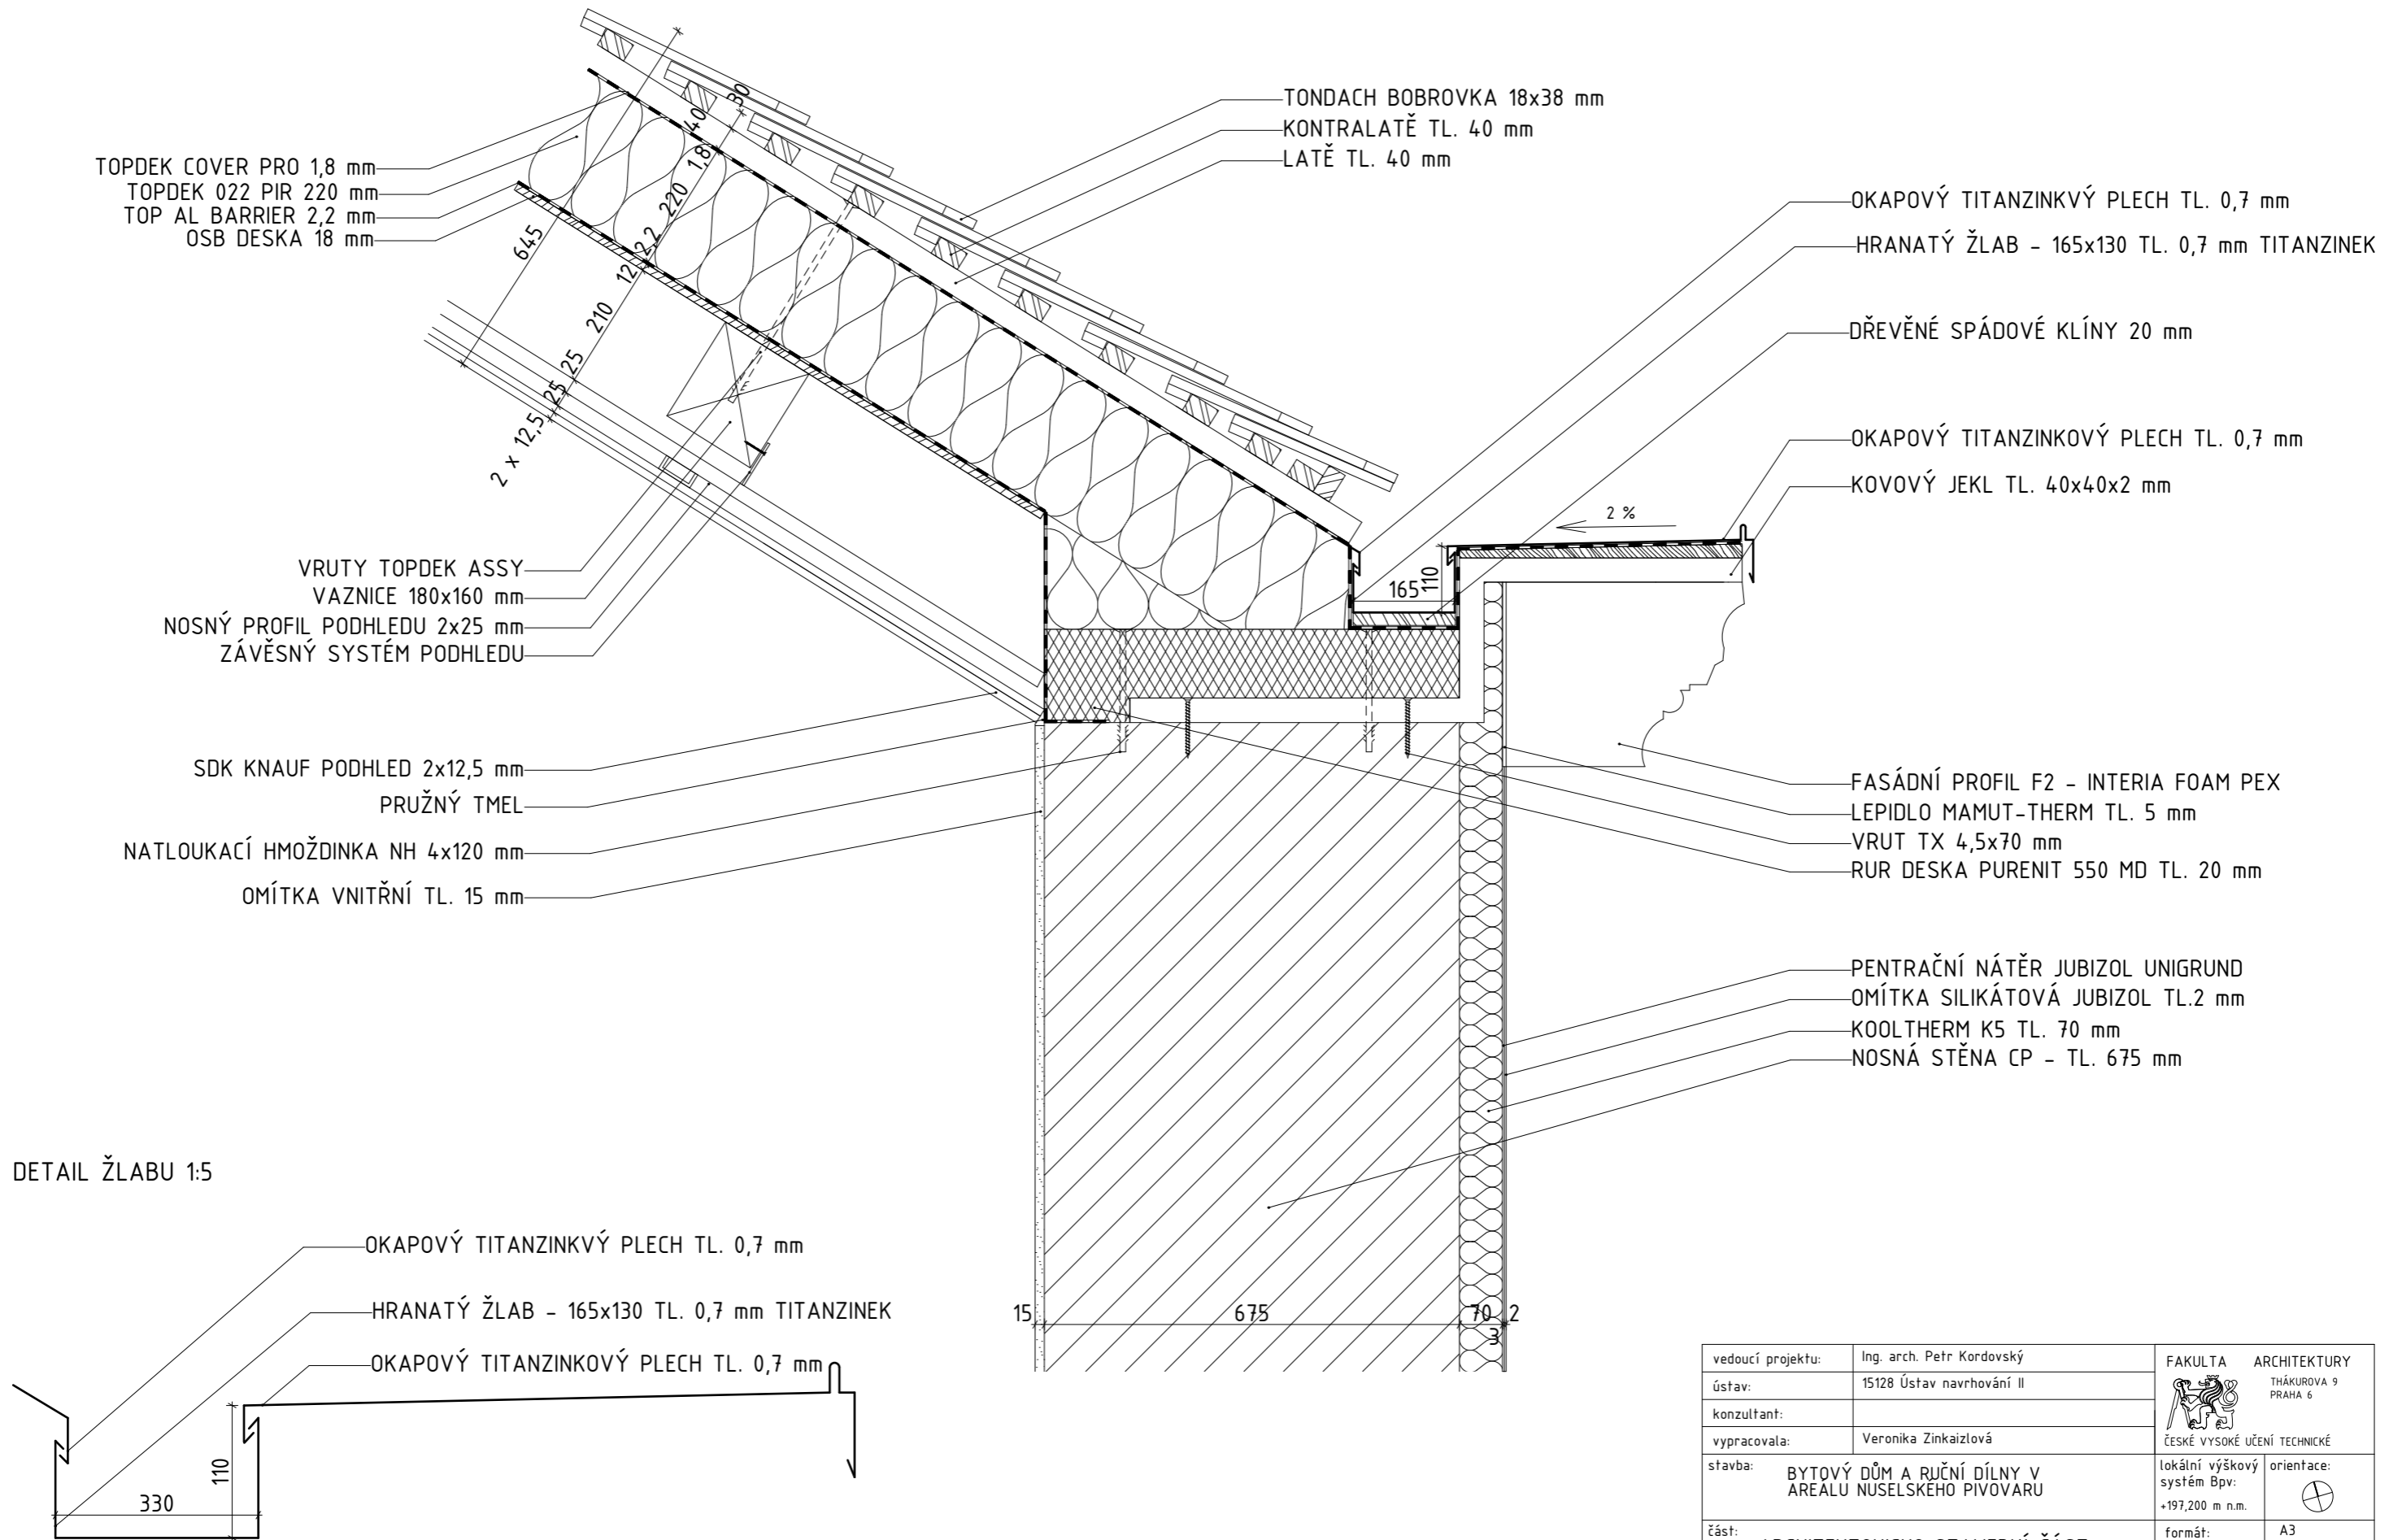 TONDACH BOBROVKA 18x38 mm
KONTRALATĚ TL. 40 mm
LATĚ TL. 40 mm
TOPDEK COVER PRO 1,8 mm
TOPDEK 022 PIR 220 mm
TOP AL BARRIER 2,2 mm
OSB DESKA 18 mm
30
40
1,8
220
2,2
12
210
25
25
2 x 12,5
645
OKAPOVÝ TITANZINKVÝ PLECH TL. 0,7 mm
HRANATÝ ŽLAB - 165x130 TL. 0,7 mm TITANZINEK
DŘEVĚNÉ SPÁDOVÉ KLÍNY 20 mm
OKAPOVÝ TITANZINKOVÝ PLECH TL. 0,7 mm
KOVOVÝ JEKL TL. 40x40x2 mm
2 %
165
110
VRUTY TOPDEK ASSY
VAZNICE 180x160 mm
NOSNÝ PROFIL PODHLEDU 2x25 mm
ZÁVĚSNÝ SYSTÉM PODHLEDU
SDK KNAUF PODHLED 2x12,5 mm
PRUŽNÝ TMEL
NATLOUKACÍ HMOŽDINKA NH 4x120 mm
OMÍTKA VNITŘNÍ TL. 15 mm
FASÁDNÍ PROFIL F2 - INTERIA FOAM PEX
LEPIDLO MAMUT-THERM TL. 5 mm
VRUT TX 4,5x70 mm
RUR DESKA PURENIT 550 MD TL. 20 mm
PENTRAČNÍ NÁTĚR JUBIZOL UNIGRUND
OMÍTKA SILIKÁTOVÁ JUBIZOL TL.2 mm
KOOLTHERM K5 TL. 70 mm
NOSNÁ STĚNA CP - TL. 675 mm
15 675 70 2
3
DETAIL ŽLABU 1:5
OKAPOVÝ TITANZINKVÝ PLECH TL. 0,7 mm
HRANATÝ ŽLAB - 165x130 TL. 0,7 mm TITANZINEK
OKAPOVÝ TITANZINKOVÝ PLECH TL. 0,7 mm
110
330
vedoucí projektu: Ing. arch. Petr Kordovský
ústav: 15128 Ústav navrhování II
konzultant:
vypracovala: Veronika Zinkaizlová
FAKULTA ARCHITEKTURY
THÁKUROVA 9
PRAHA 6
ČESKÉ VYSOKÉ UČENÍ TECHNICKÉ
stavba: BYTOVÝ DŮM A RUČNÍ DÍLNY V
AREÁLU NUSELSKÉHO PIVOVARU
lokální výškový
systém Bpv:
+197,200 m n.m.
orientace:
část:
formát: A3